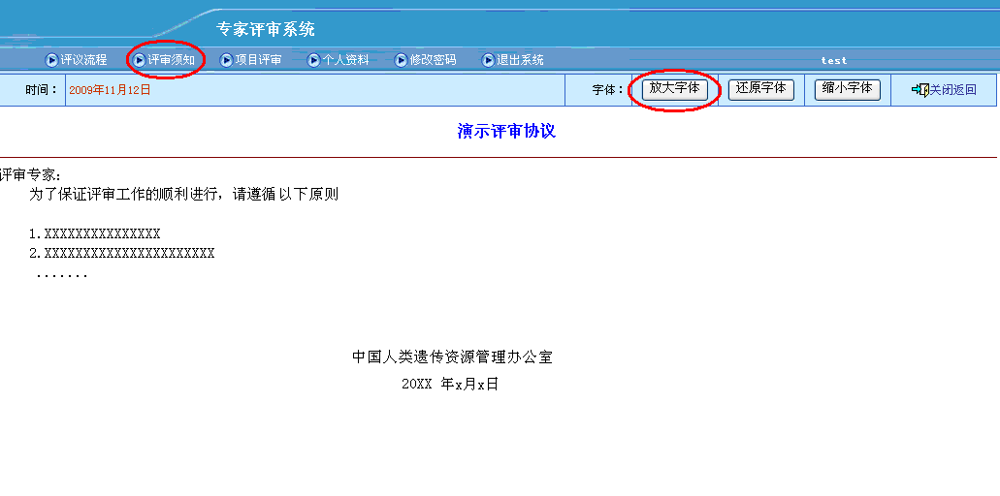 专家评审系统
评议流程 评审须知 项目评审 个人资料 修改密码 退出系统 test
时间： 2009年11月12日 字体： 放大字体 还原字体 缩小字体 关闭返回
演示评审协议
评审专家：
为了保证评审工作的顺利进行，请遵循以下原则
1.XXXXXXXXXXXXXXX
2.XXXXXXXXXXXXXXXXXXXXXX
.......
中国人类遗传资源管理办公室
20XX 年x月x日